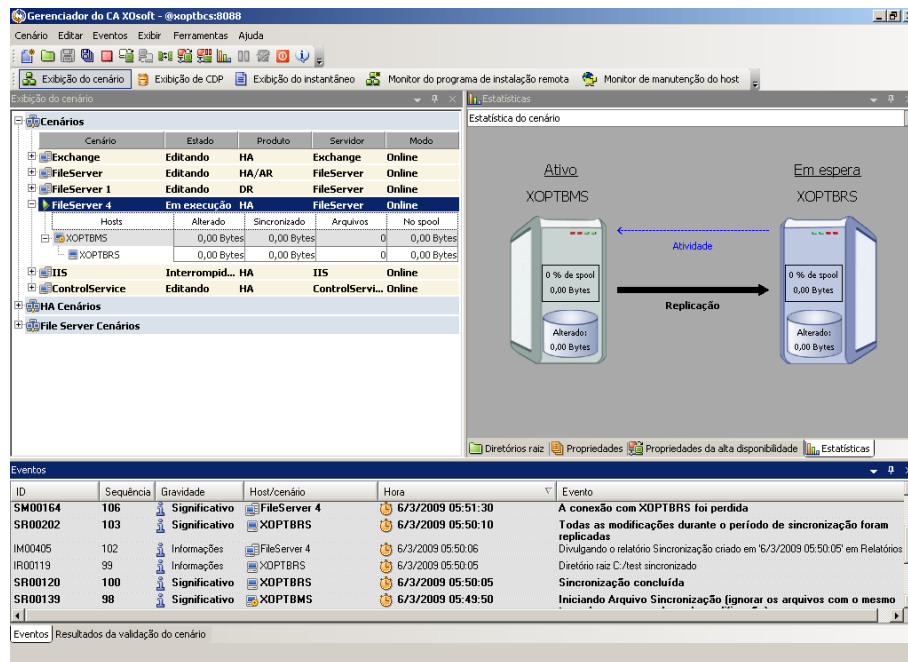 Gerenciador do CA XOsoft - @xoptbcs:8088
Cenário Editar Eventos Exibir Ferramentas Ajuda
Exibição do cenário Exibição de CDP Exibição do instantâneo Monitor do programa de instalação remota Monitor de manutenção do host
Exibição do cenário
Cenários
Cenário Estado Produto Servidor Modo
Exchange Editando HA Exchange Online
FileServer Editando HA/AR FileServer Online
FileServer 1 Editando DR FileServer Online
FileServer 4 Em execução HA FileServer Online
Hosts Alterado Sincronizado Arquivos No spool
XOPTBMS 0,00 Bytes 0,00 Bytes 0 0,00 Bytes
XOPTBRS 0,00 Bytes 0,00 Bytes 0 0,00 Bytes
IIS Interrompid... HA IIS Online
ControlService Editando HA ControlServi... Online
HA Cenários
File Server Cenários
Estatísticas
Estatística do cenário
Ativo
XOPTBMS
Em espera
XOPTBRS
Atividade
0 % de spool
0,00 Bytes
0 % de spool
0,00 Bytes
Replicação
Alterado:
0,00 Bytes
Alterado:
0,00 Bytes
Diretórios raiz Propriedades Propriedades da alta disponibilidade Estatísticas
Eventos
ID Sequência Gravidade Host/cenário Hora Evento
SM00164 106 Significativo FileServer 4 6/3/2009 05:51:30 A conexão com XOPTBRS foi perdida
SR00202 103 Significativo XOPTBRS 6/3/2009 05:50:10 Todas as modificações durante o período de sincronização foram
replicadas
IM00405 102 Informações FileServer 4 6/3/2009 05:50:06 Divulgando o relatório Sincronização criado em '6/3/2009 05:50:05' em Relatórios
IR00119 99 Informações XOPTBRS 6/3/2009 05:50:05 Diretório raiz C:/test sincronizado
SR00120 100 Significativo XOPTBRS 6/3/2009 05:50:05 Sincronização concluída
SR00139 98 Significativo XOPTBMS 6/3/2009 05:49:50 Iniciando Arquivo Sincronização (ignorar os arquivos com o mesmo
Eventos Resultados da validação do cenário